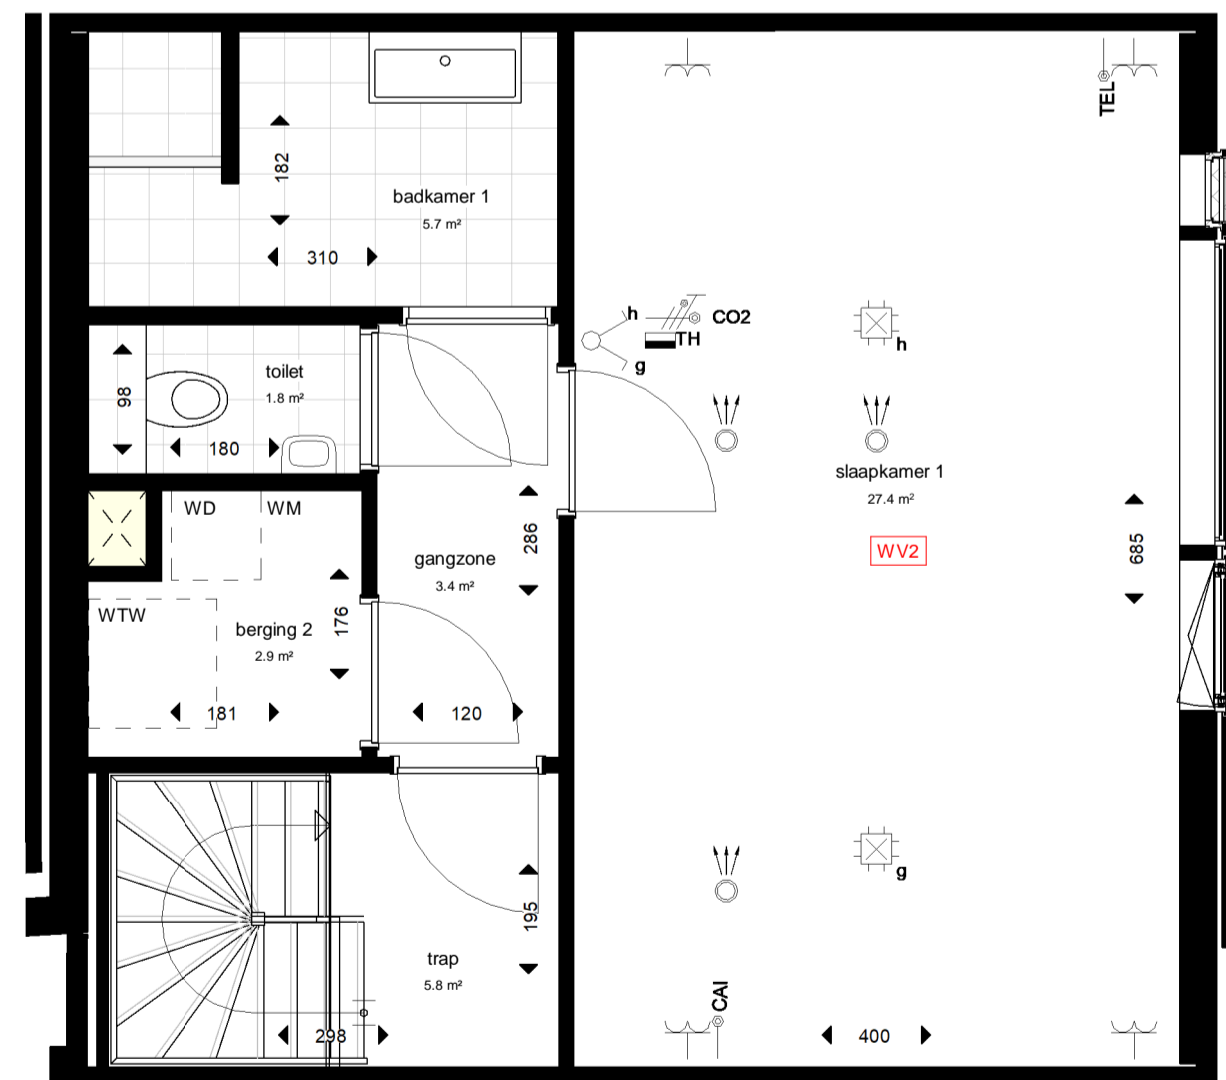 TEL
182
badkamer 1
5.7 m²
310
h
CO2
TH
g
h
98
toilet
1.8 m²
180
slaapkamer 1
27.4 m²
WD
WM
286
685
WV2
gangzone
3.4 m²
WTW
176
berging 2
2.9 m²
181
120
g
195
trap
5.8 m²
CAI
298
400